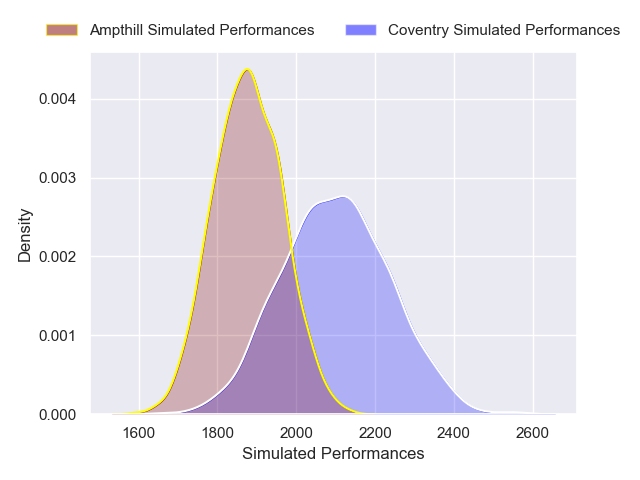 Ampthill Simulated Performances
Coventry Simulated Performances
0.004
0.003
0.002
0.001
0.000
Density
1600 1800 2000 2200 2400 2600
Simulated Performances